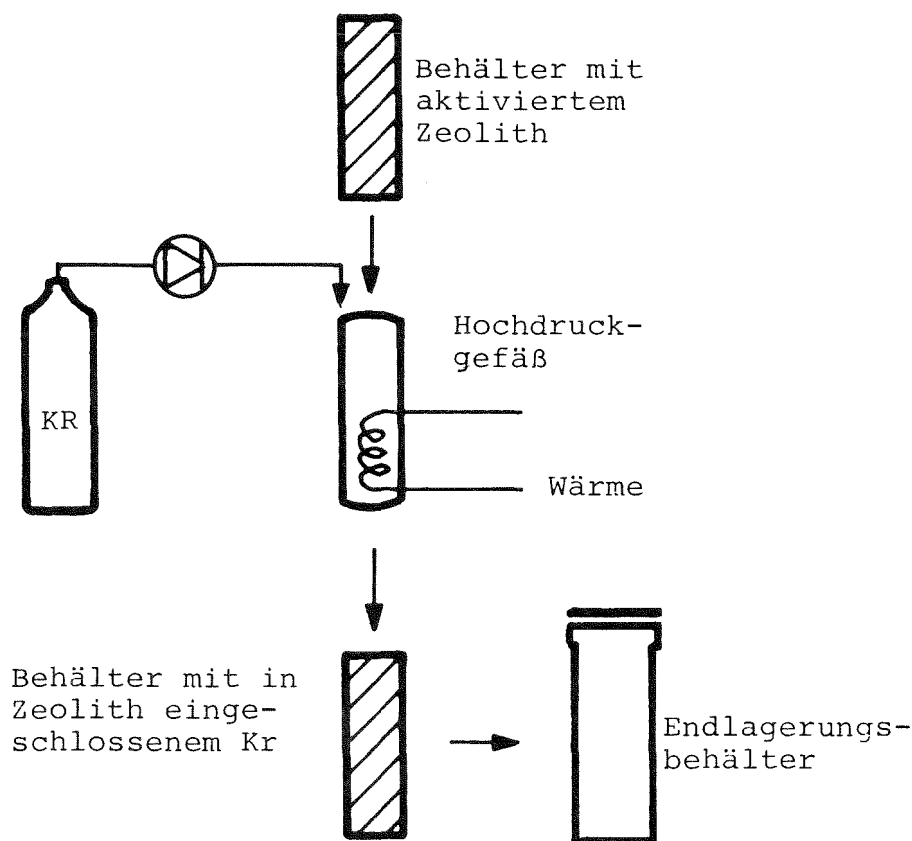 Behälter mit
aktiviertem
Zeolith
Hochdruck-
gefäß
KR
Wärme
Behälter mit in
Zeolith einge-
schlossenem Kr
Endlagerungs-
behälter